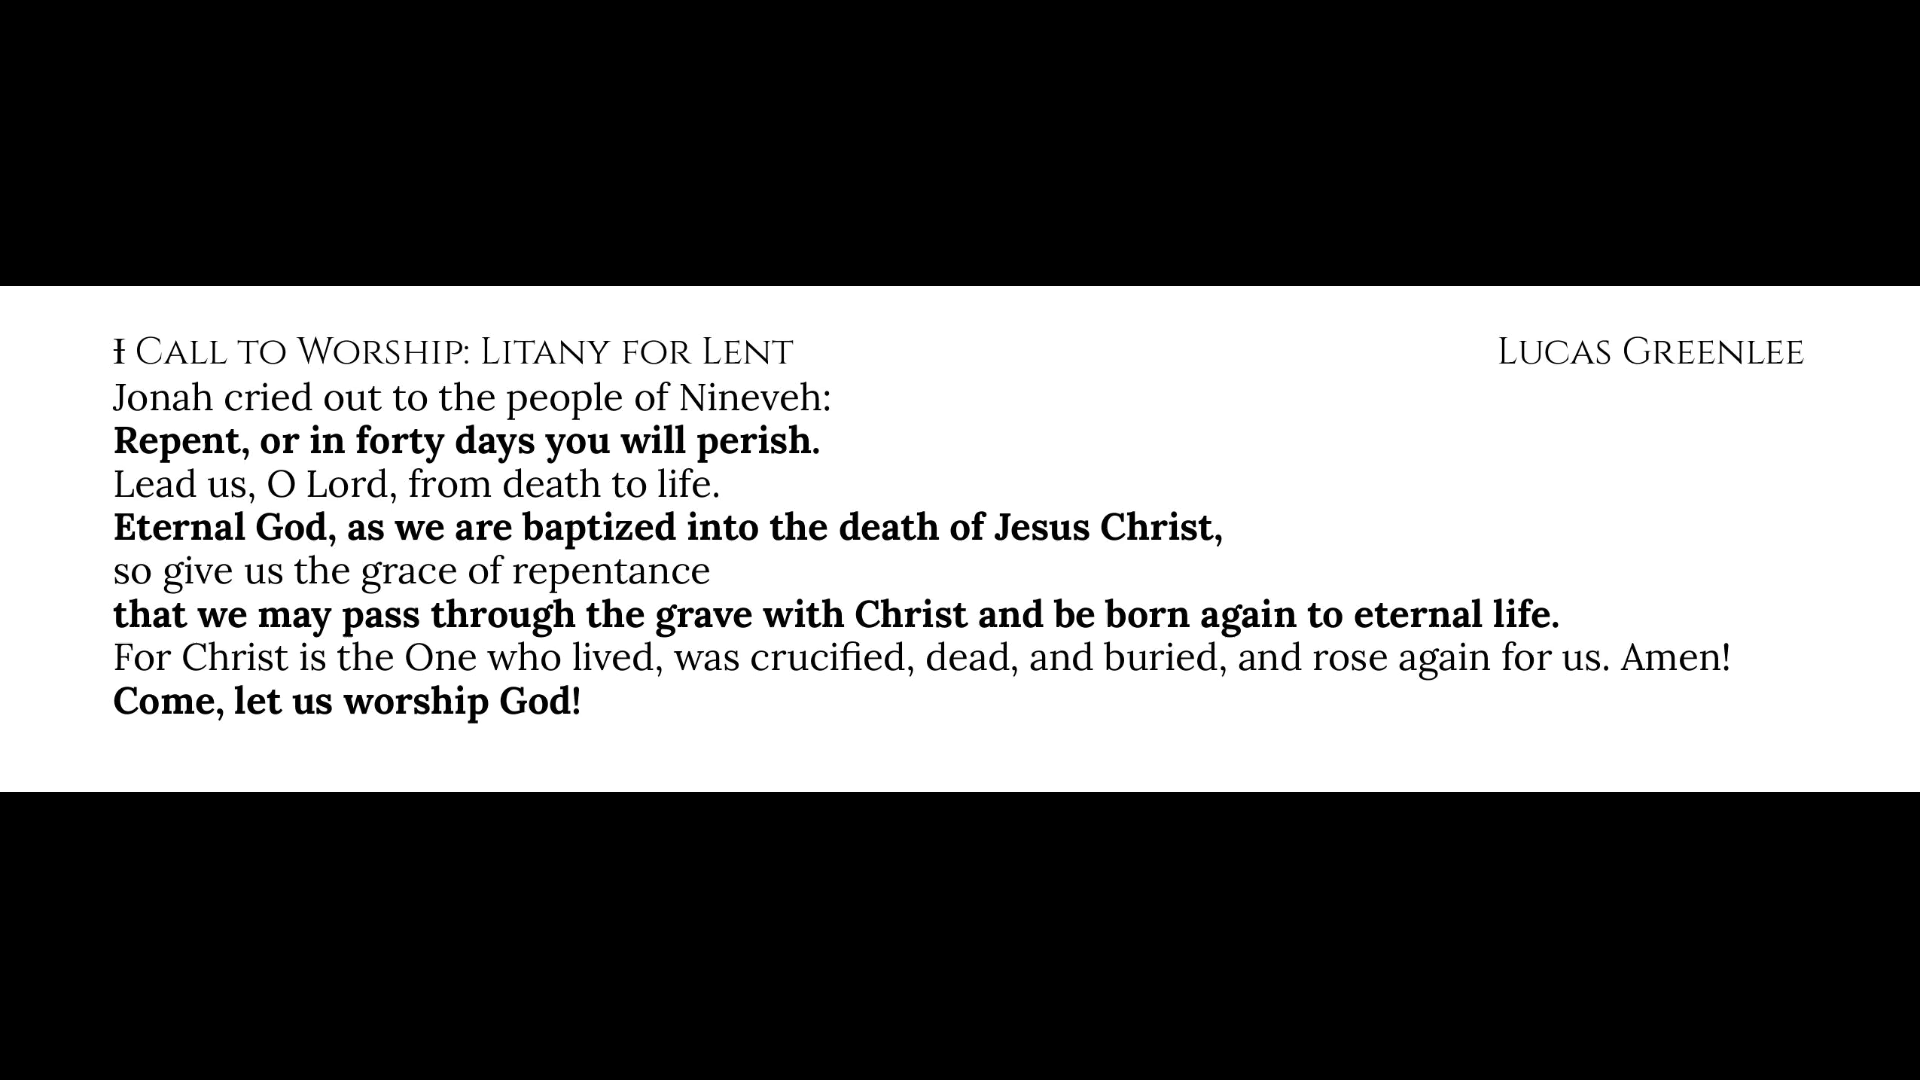 Ɨ Call to Worship: Litany for Lent Lucas Greenlee
Jonah cried out to the people of Nineveh:
Repent, or in forty days you will perish.
Lead us, O Lord, from death to life.
Eternal God, as we are baptized into the death of Jesus Christ,
so give us the grace of repentance
that we may pass through the grave with Christ and be born again to eternal life.
For Christ is the One who lived, was crucified, dead, and buried, and rose again for us. Amen!
Come, let us worship God!